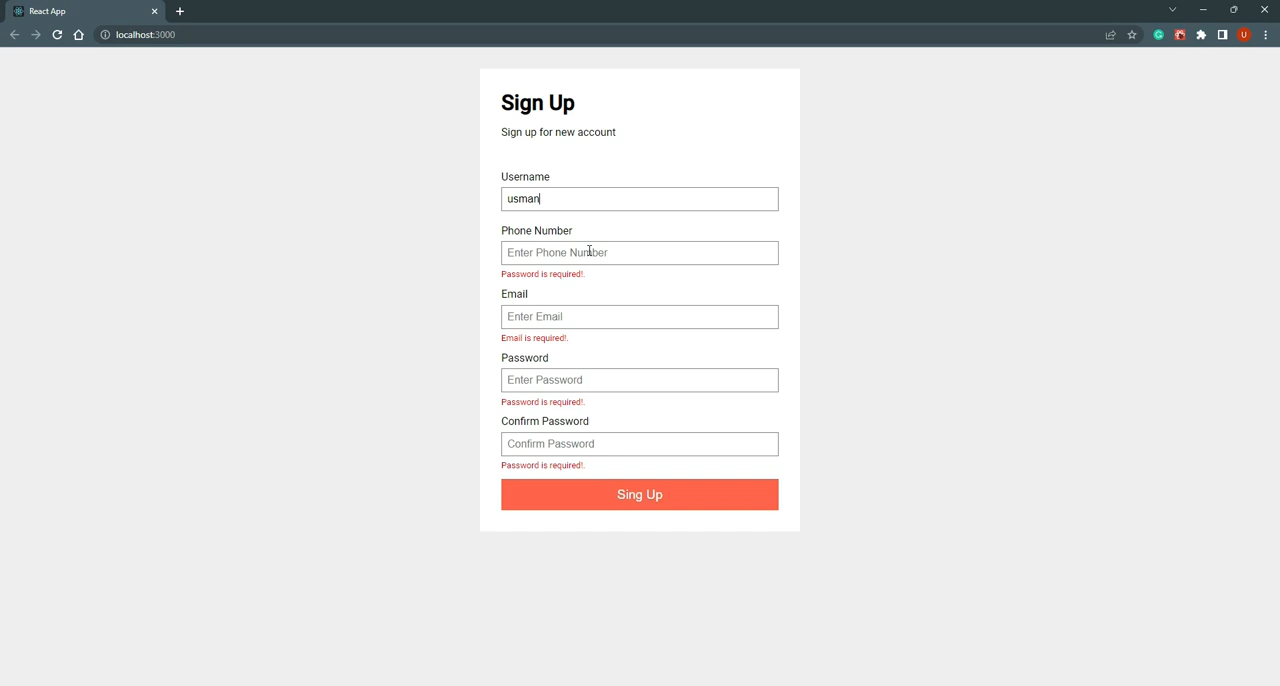 React App
localhost:3000
U
Sign Up
Sign up for new account
Username
usman
Phone Number
Enter Phone Number
Password is required!.
Email
Enter Email
Email is required!.
Password
Enter Password
Password is required!.
Confirm Password
Confirm Password
Password is required!.
Sing Up